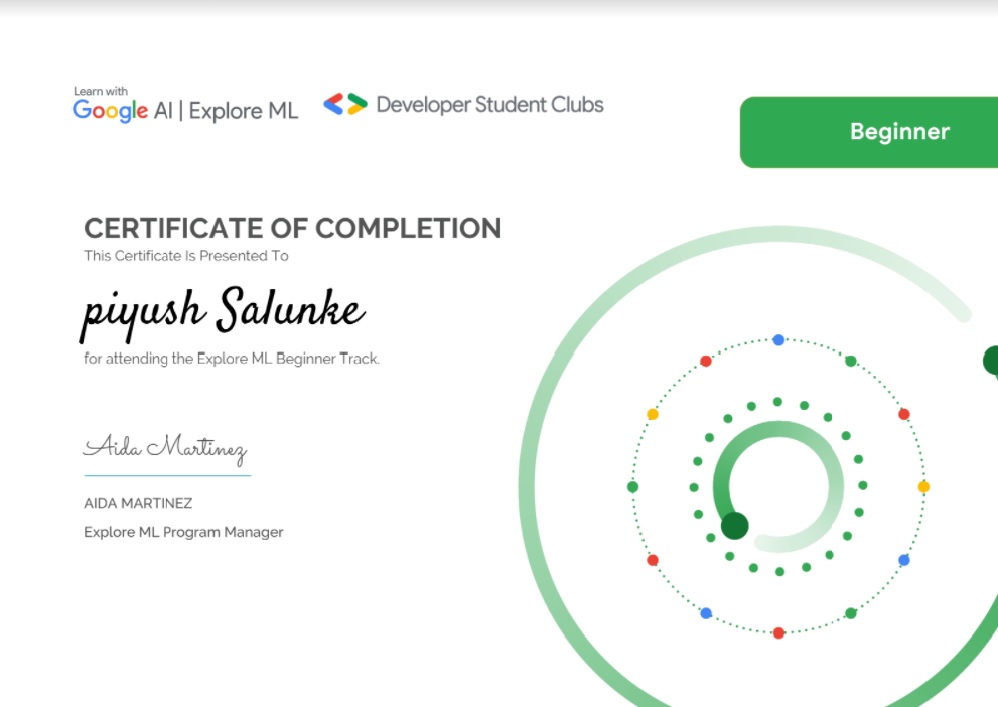 Learn with
Google AI | Explore ML
Developer Student Clubs
Beginner
CERTIFICATE OF COMPLETION
This Certificate Is Presented To
piyush Salunke
for attending the Explore ML Beginner Track.
Aida Martinez
AIDA MARTINEZ
Explore ML Program Manager